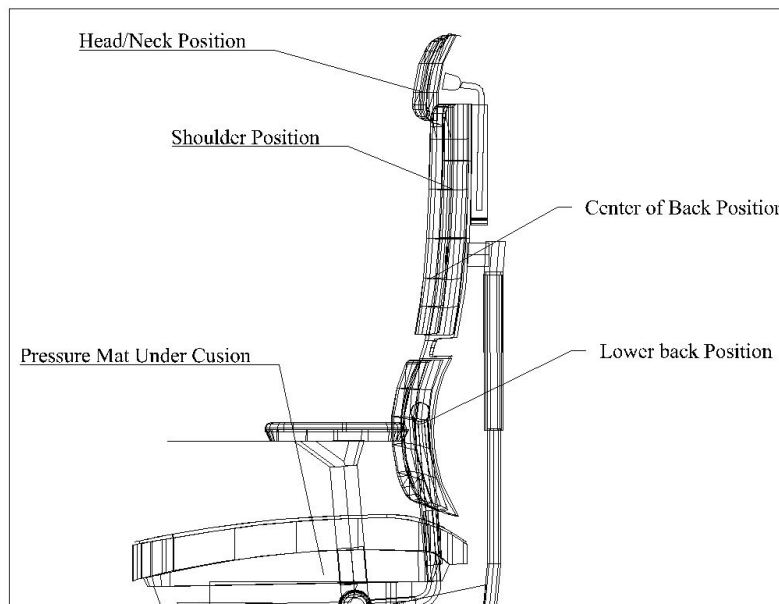 Head/Neck Position
Shoulder Position
Center of Back Position
Pressure Mat Under Cusion
Lower back Position